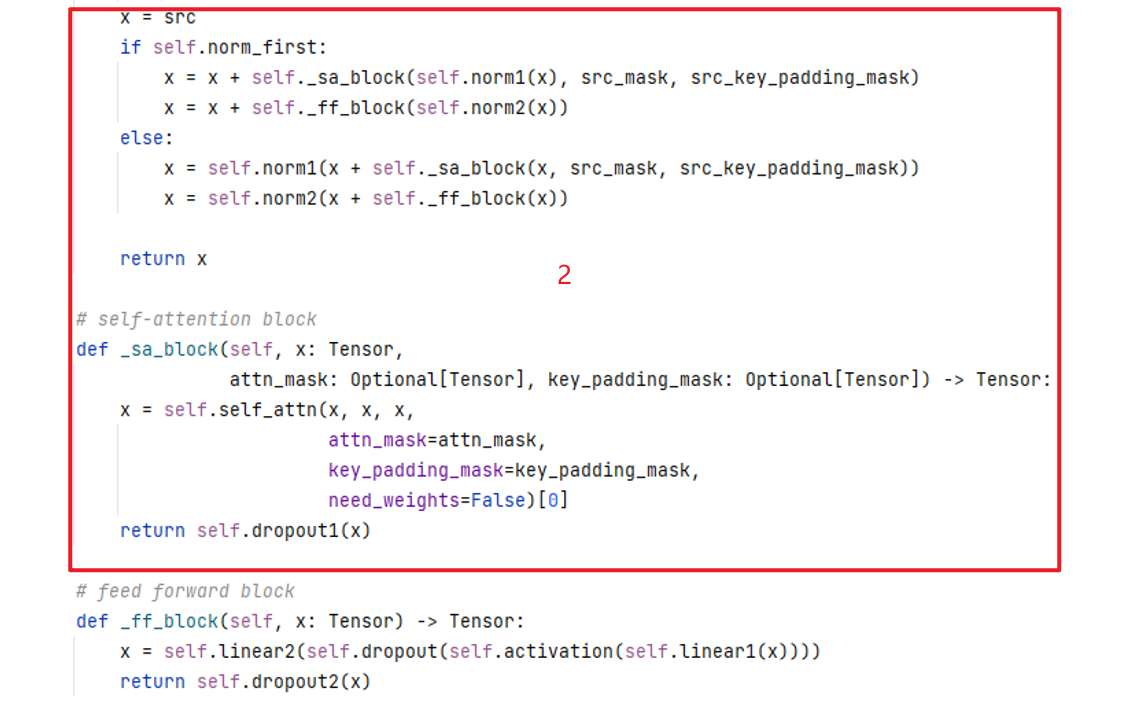 x = src
if self.norm_first:
    x = x + self._sa_block(self.norm1(x), src_mask, src_key_padding_mask)
    x = x + self._ff_block(self.norm2(x))
else:
    x = self.norm1(x + self._sa_block(x, src_mask, src_key_padding_mask))
    x = self.norm2(x + self._ff_block(x))
return x
2
# self-attention block
def _sa_block(self, x: Tensor,
              attn_mask: Optional[Tensor], key_padding_mask: Optional[Tensor]) -> Tensor:
    x = self.self_attn(x, x, x,
                       attn_mask=attn_mask,
                       key_padding_mask=key_padding_mask,
                       need_weights=False)[0]
    return self.dropout1(x)
# feed forward block
def _ff_block(self, x: Tensor) -> Tensor:
    x = self.linear2(self.dropout(self.activation(self.linear1(x))))
    return self.dropout2(x)